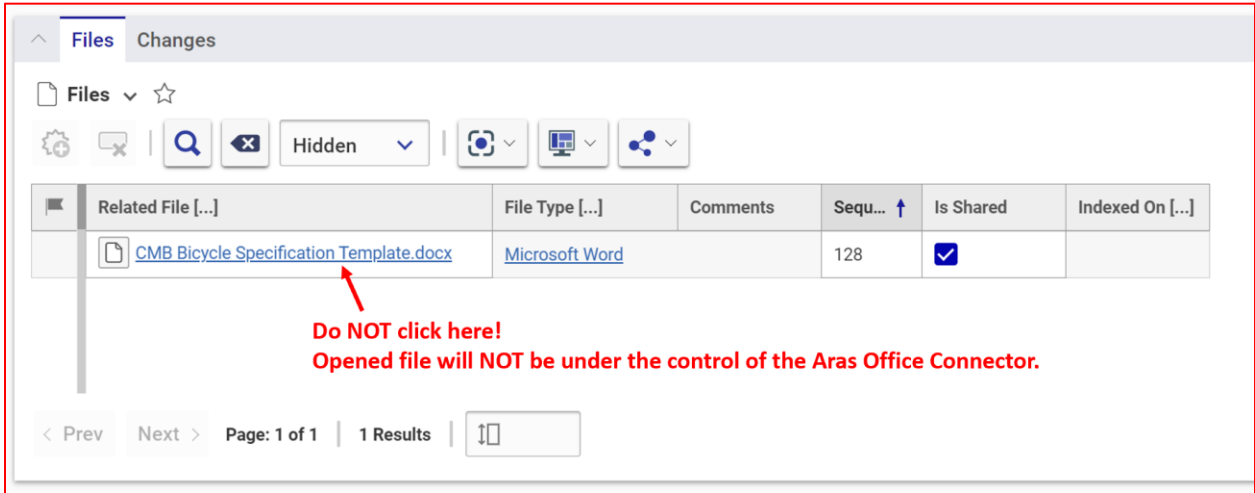 Files Changes
Files
Hidden
Related File [...] File Type [...] Comments Sequ... Is Shared Indexed On [...]
CMB Bicycle Specification Template.docx Microsoft Word 128
Do NOT click here!
Opened file will NOT be under the control of the Aras Office Connector.
< Prev Next > Page: 1 of 1 | 1 Results